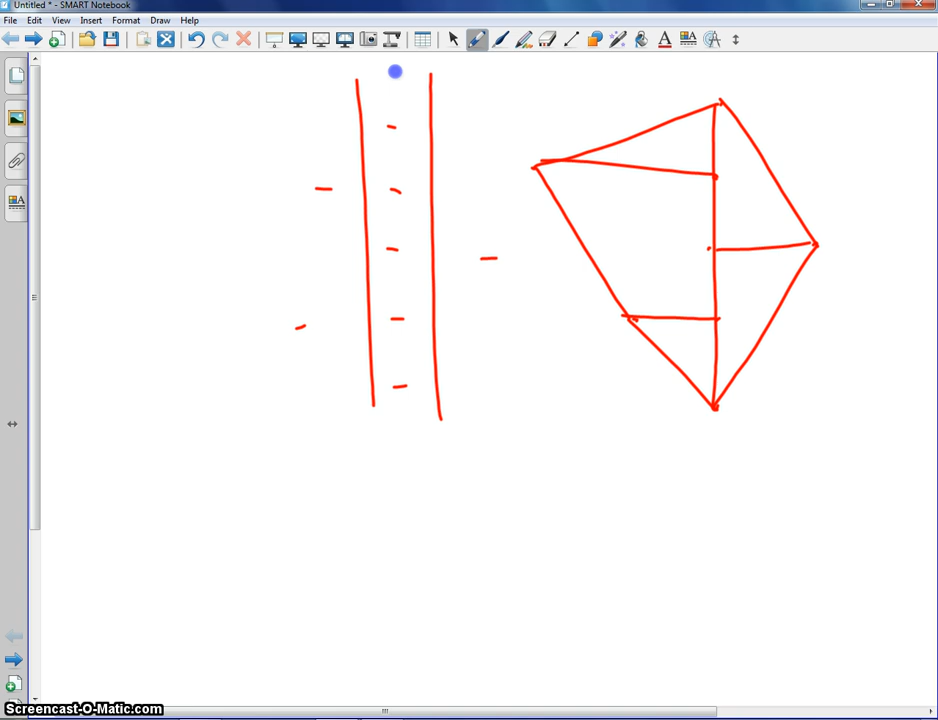 Untitled * - SMART Notebook
File Edit View Insert Format Draw Help
Screencast-O-Matic.com